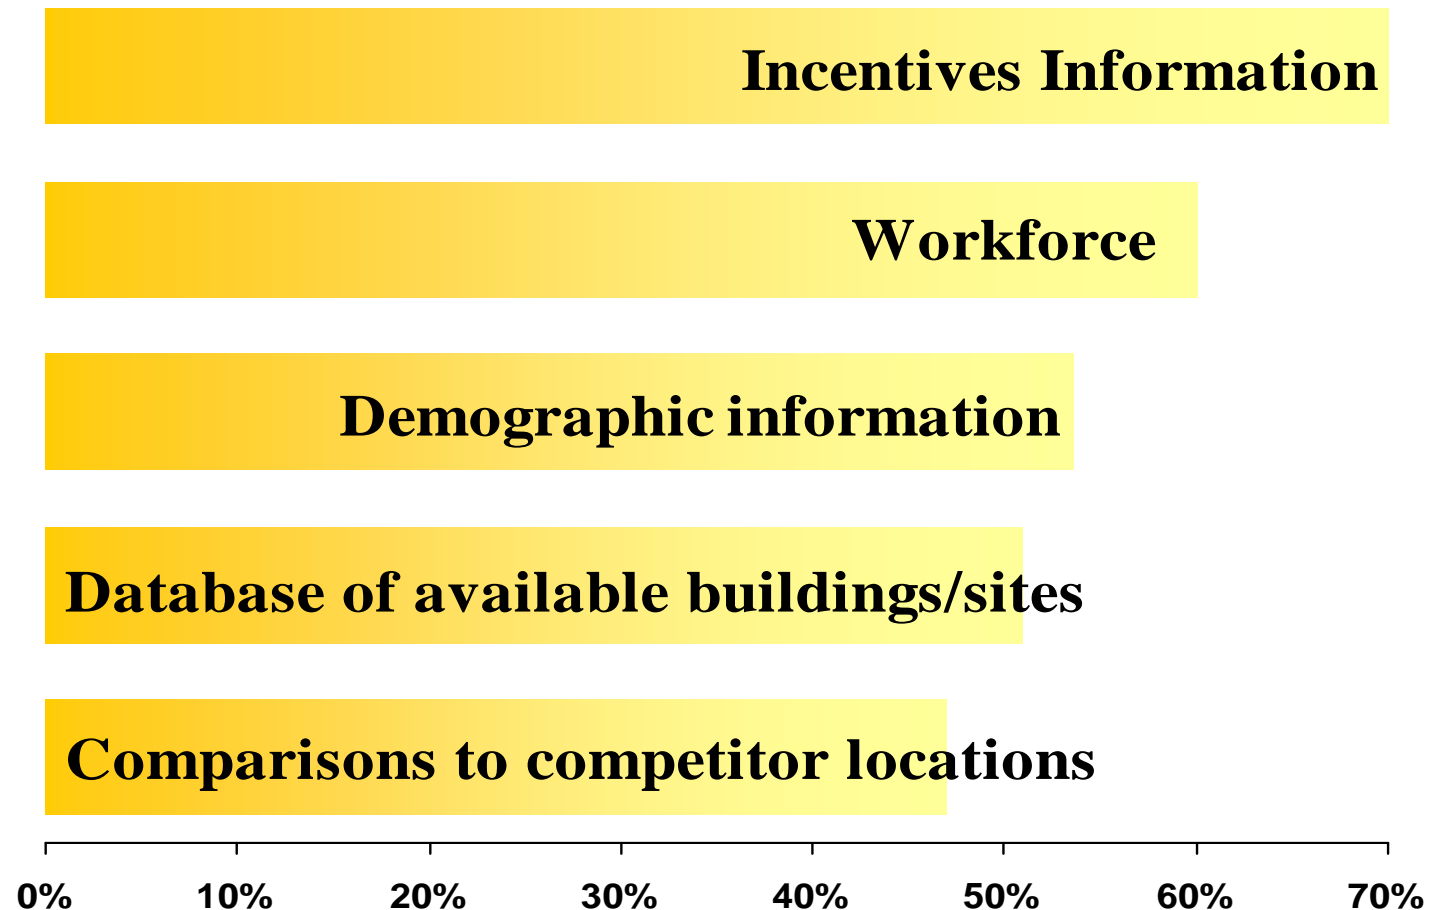 Incentives Information
Workforce
Demographic information
Database of available buildings/sites
Comparisons to competitor locations
0% 10% 20% 30% 40% 50% 60% 70%